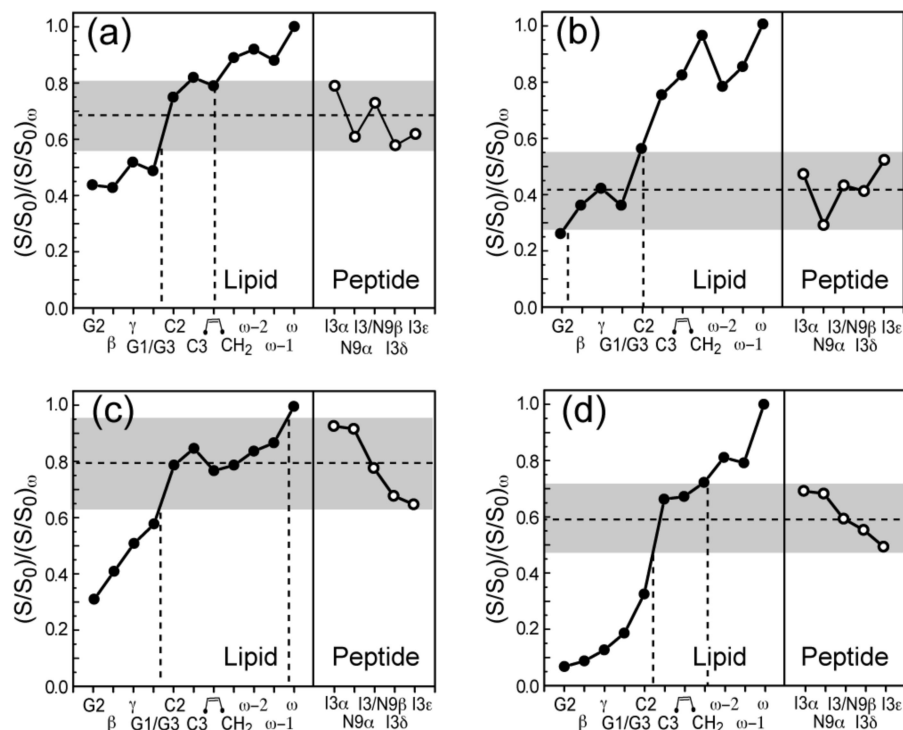 (a)
(S/S₀)/(S/S₀)ω
1.0
0.8
0.6
0.4
0.2
0.0
Lipid
Peptide
G2 γ C2 ω-2 ω
β G1/G3 C3 CH₂ ω-1
I3α I3/N9β I3ε
N9α I3δ
(b)
(S/S₀)/(S/S₀)ω
1.0
0.8
0.6
0.4
0.2
0.0
Lipid
Peptide
G2 γ C2 ω-2 ω
β G1/G3 C3 CH₂ ω-1
I3α I3/N9β I3ε
N9α I3δ
(c)
(S/S₀)/(S/S₀)ω
1.0
0.8
0.6
0.4
0.2
0.0
Lipid
Peptide
G2 γ C2 ω-2 ω
β G1/G3 C3 CH₂ ω-1
I3α I3/N9β I3ε
N9α I3δ
(d)
(S/S₀)/(S/S₀)ω
1.0
0.8
0.6
0.4
0.2
0.0
Lipid
Peptide
G2 γ C2 ω-2 ω
β G1/G3 C3 CH₂ ω-1
I3α I3/N9β I3ε
N9α I3δ